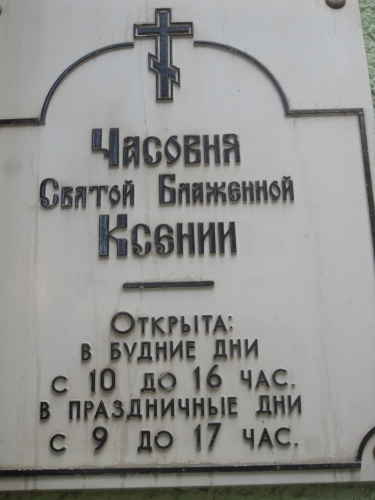 Часовня
Святой Блаженной
Ксении
Открыта:
в будние дни
с 10 до 16 час.
в праздничные дни
с 9 до 17 час.